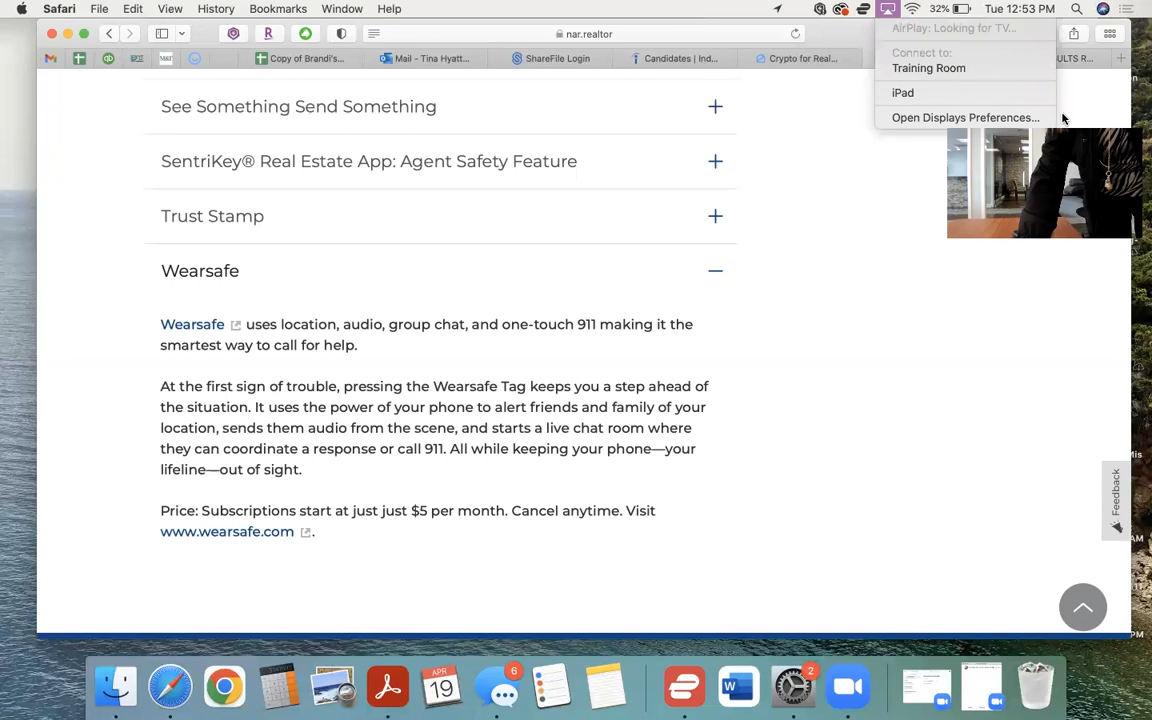 Safari File Edit View History Bookmarks Window Help 32% Tue 12:53 PM
nar.realtor
Copy of Brandi's... Mail - Tina Hyatt... ShareFile Login Candidates | Ind... Crypto for Real... ULTS R...
AirPlay: Looking for TV...
Connect to:
Training Room
iPad
Open Displays Preferences...
See Something Send Something
SentriKey® Real Estate App: Agent Safety Feature
Trust Stamp
Wearsafe
Wearsafe uses location, audio, group chat, and one-touch 911 making it the
smartest way to call for help.
At the first sign of trouble, pressing the Wearsafe Tag keeps you a step ahead of
the situation. It uses the power of your phone to alert friends and family of your
location, sends them audio from the scene, and starts a live chat room where
they can coordinate a response or call 911. All while keeping your phone—your
lifeline—out of sight.
Price: Subscriptions start at just just $5 per month. Cancel anytime. Visit
www.wearsafe.com .
Feedback
APR
19
6
2